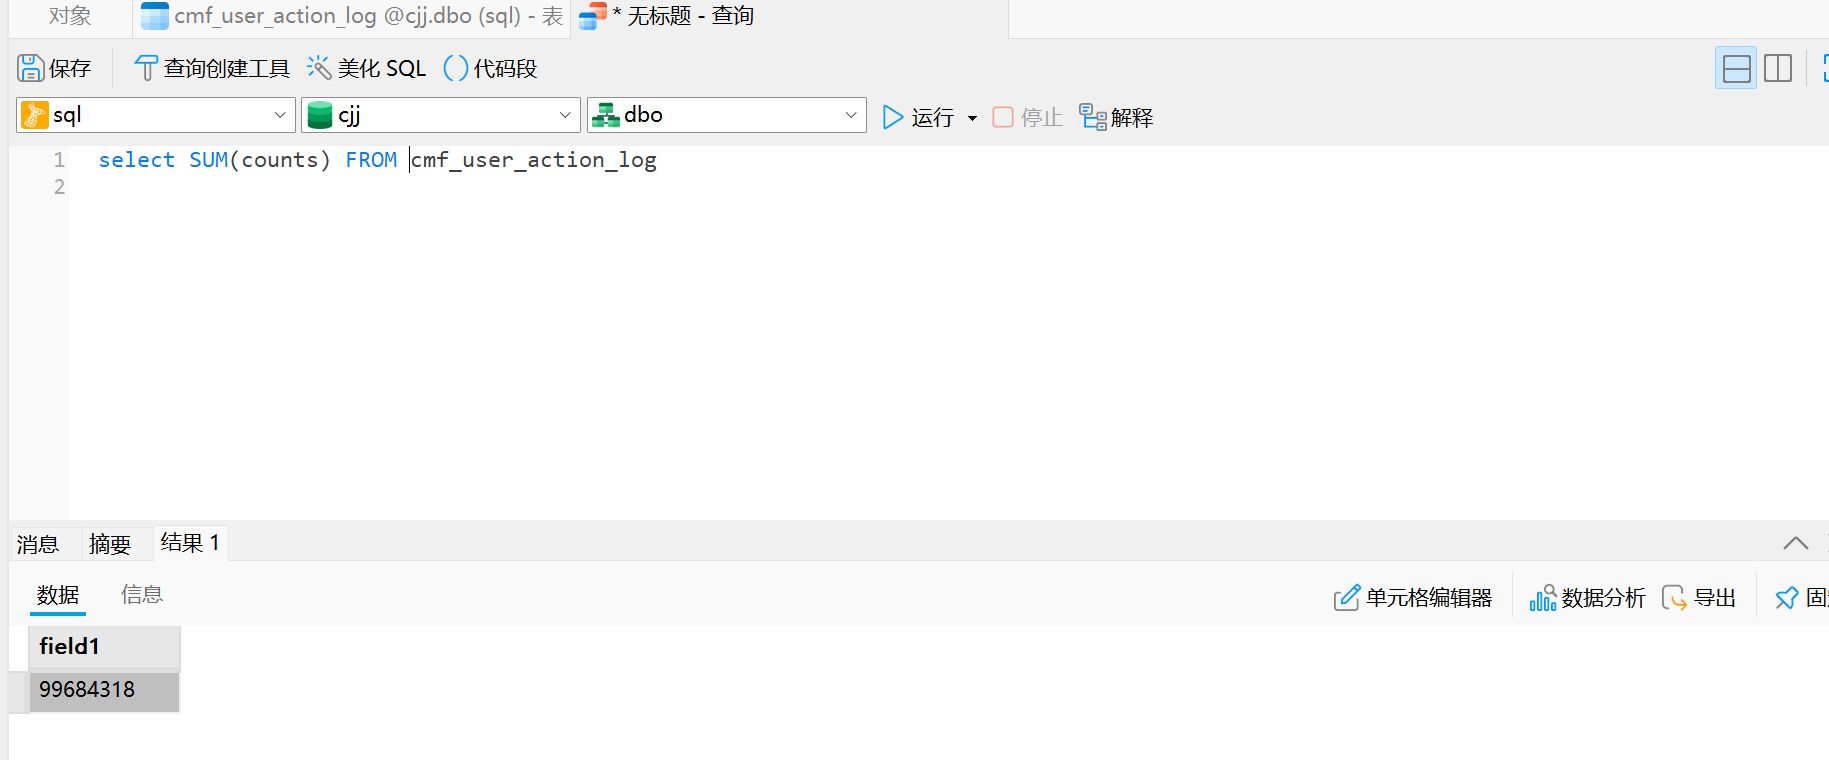 对象 cmf_user_action_log @cjj.dbo (sql) - 表 * 无标题 - 查询
保存 查询创建工具 美化 SQL () 代码段
sql cjj dbo 运行 停止 解释
1 select SUM(counts) FROM cmf_user_action_log
2
消息 摘要 结果 1
数据 信息 单元格编辑器 数据分析 导出
field1
99684318